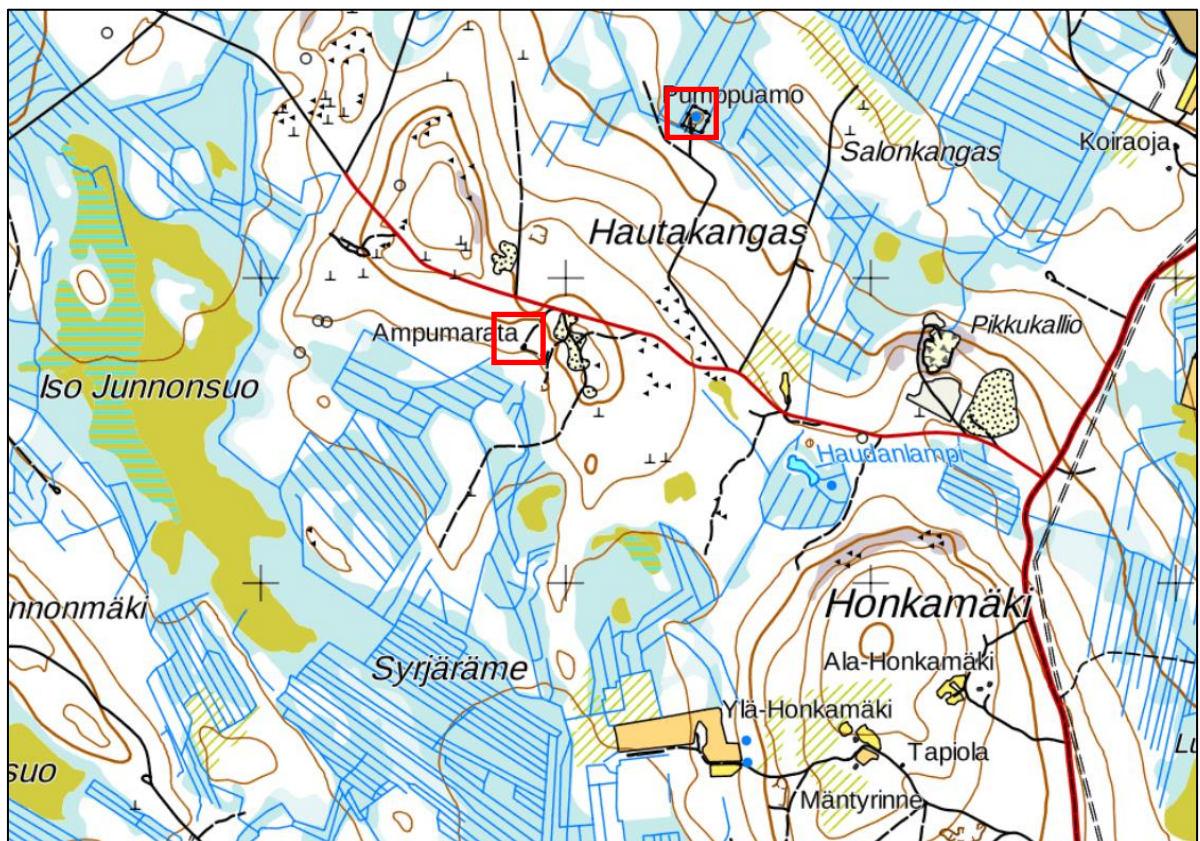 Pumppuamo
Koiraoja
Salonkangas
Hautakangas
Ampumarata
Pikkukallio
Iso Junnonsuo
Haudanlampi
nnonmäki
Honkamäki
Syrjäräme
Ala-Honkamäki
Ylä-Honkamäki
Tapiola
Lu
suo
Mäntyrinne